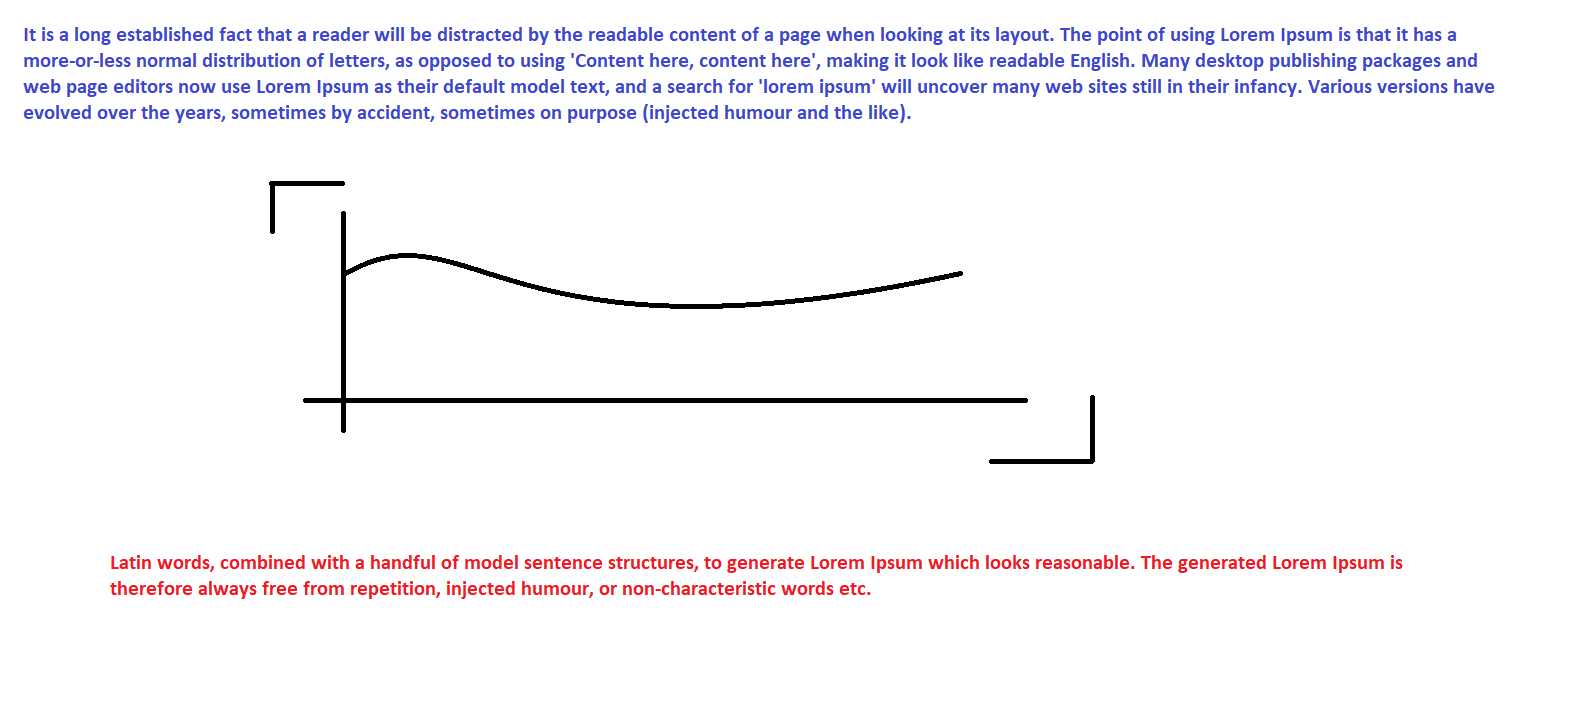 It is a long established fact that a reader will be distracted by the readable content of a page when looking at its layout. The point of using Lorem Ipsum is that it has a
more-or-less normal distribution of letters, as opposed to using 'Content here, content here', making it look like readable English. Many desktop publishing packages and
web page editors now use Lorem Ipsum as their default model text, and a search for 'lorem ipsum' will uncover many web sites still in their infancy. Various versions have
evolved over the years, sometimes by accident, sometimes on purpose (injected humour and the like).
Latin words, combined with a handful of model sentence structures, to generate Lorem Ipsum which looks reasonable. The generated Lorem Ipsum is
therefore always free from repetition, injected humour, or non-characteristic words etc.